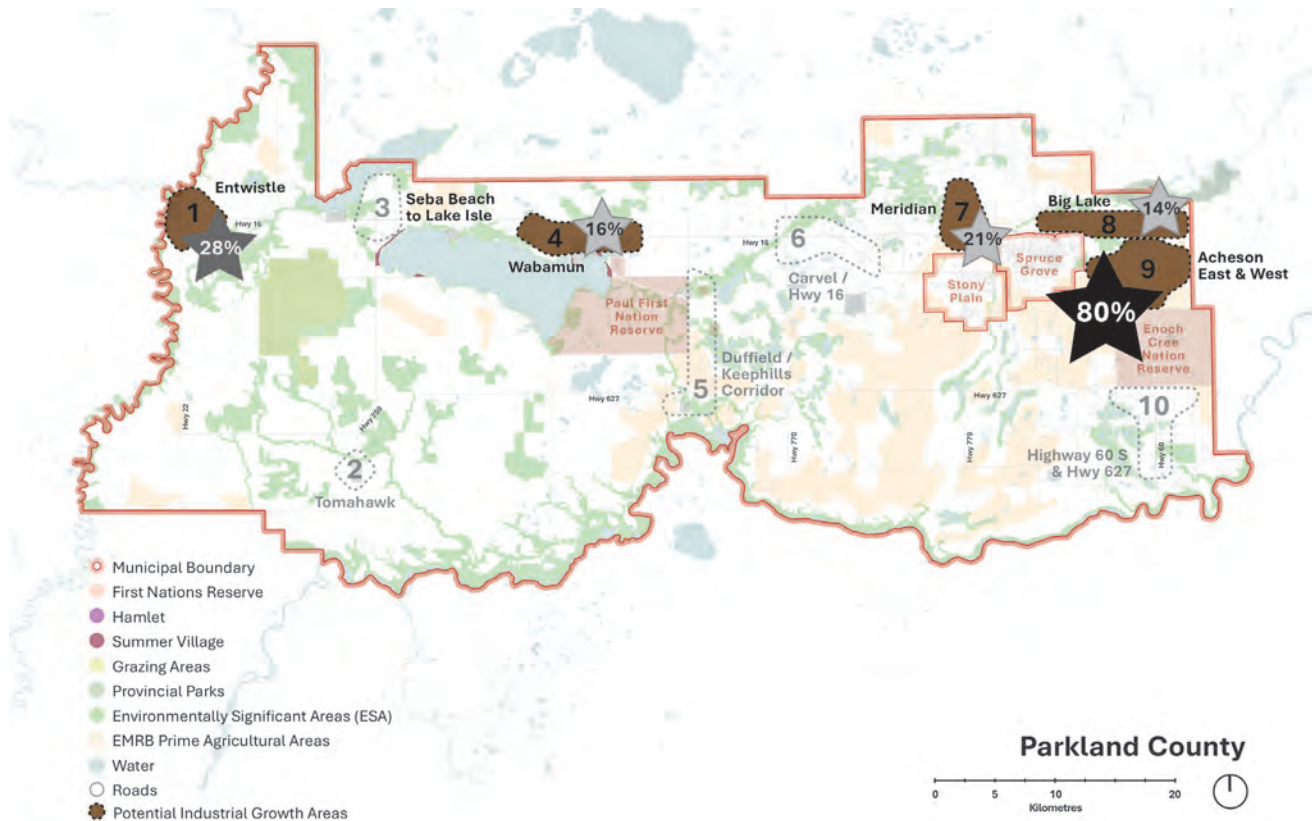 Entwistle
1
Hwy 16
28%
3
Seba Beach
to Lake Isle
4
16%
Wabamun
Paul First
Nation
Reserve
Hwy 16
6
Carvel /
Hwy 16
Meridian
7
21%
Big Lake
8
14%
Spruce
Grove
Stony
Plain
9
Acheson
East & West
80%
Enoch
Cree
Nation
Reserve
Duffield /
Keephills
Corridor
5
Hwy 22
Hwy 759
Hwy 627
Hwy 770
Hwy 779
Hwy 627
10
Highway 60 S
& Hwy 627
Hwy 60
2
Tomahawk
Municipal Boundary
First Nations Reserve
Hamlet
Summer Village
Grazing Areas
Provincial Parks
Environmentally Significant Areas (ESA)
EMRB Prime Agricultural Areas
Water
Roads
Potential Industrial Growth Areas
Parkland County
0 5 10 20
Kilometres